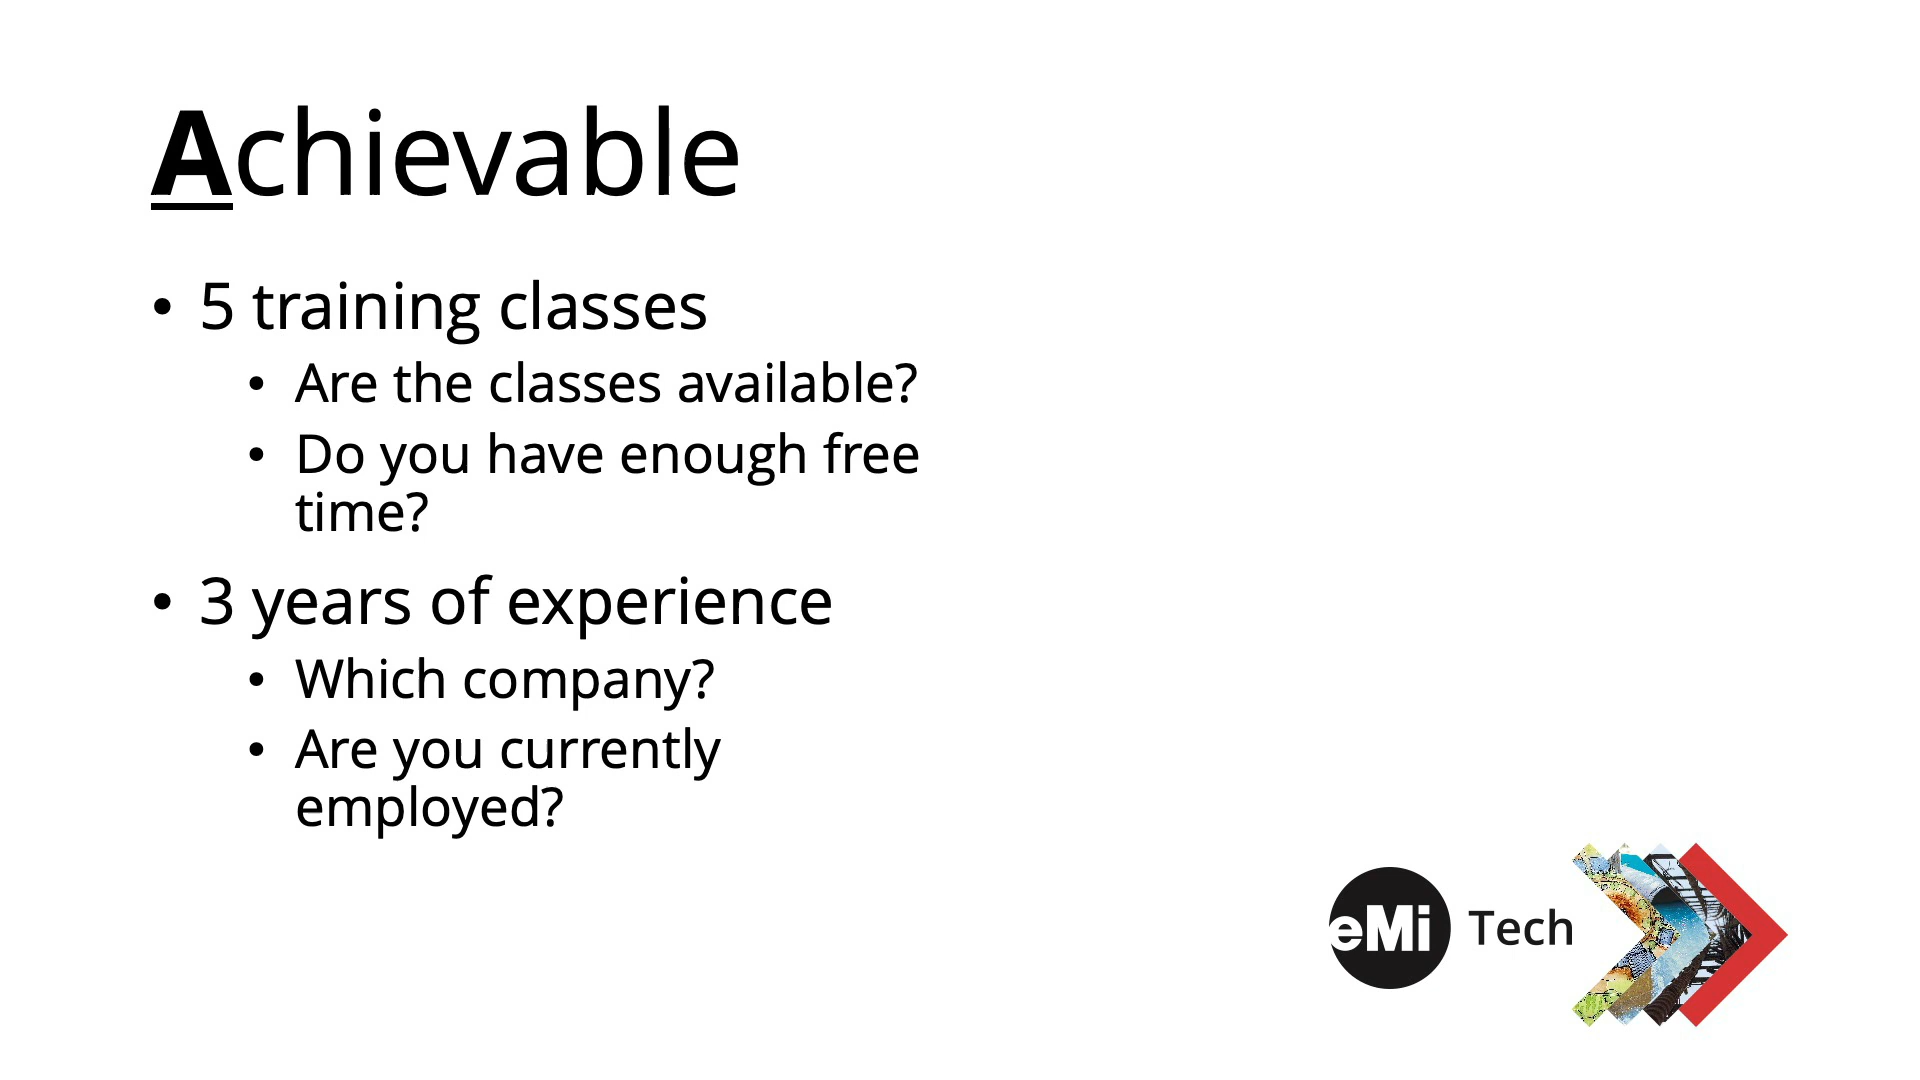 Achievable
• 5 training classes
• Are the classes available?
• Do you have enough free
time?
• 3 years of experience
• Which company?
• Are you currently
employed?
eMi Tech